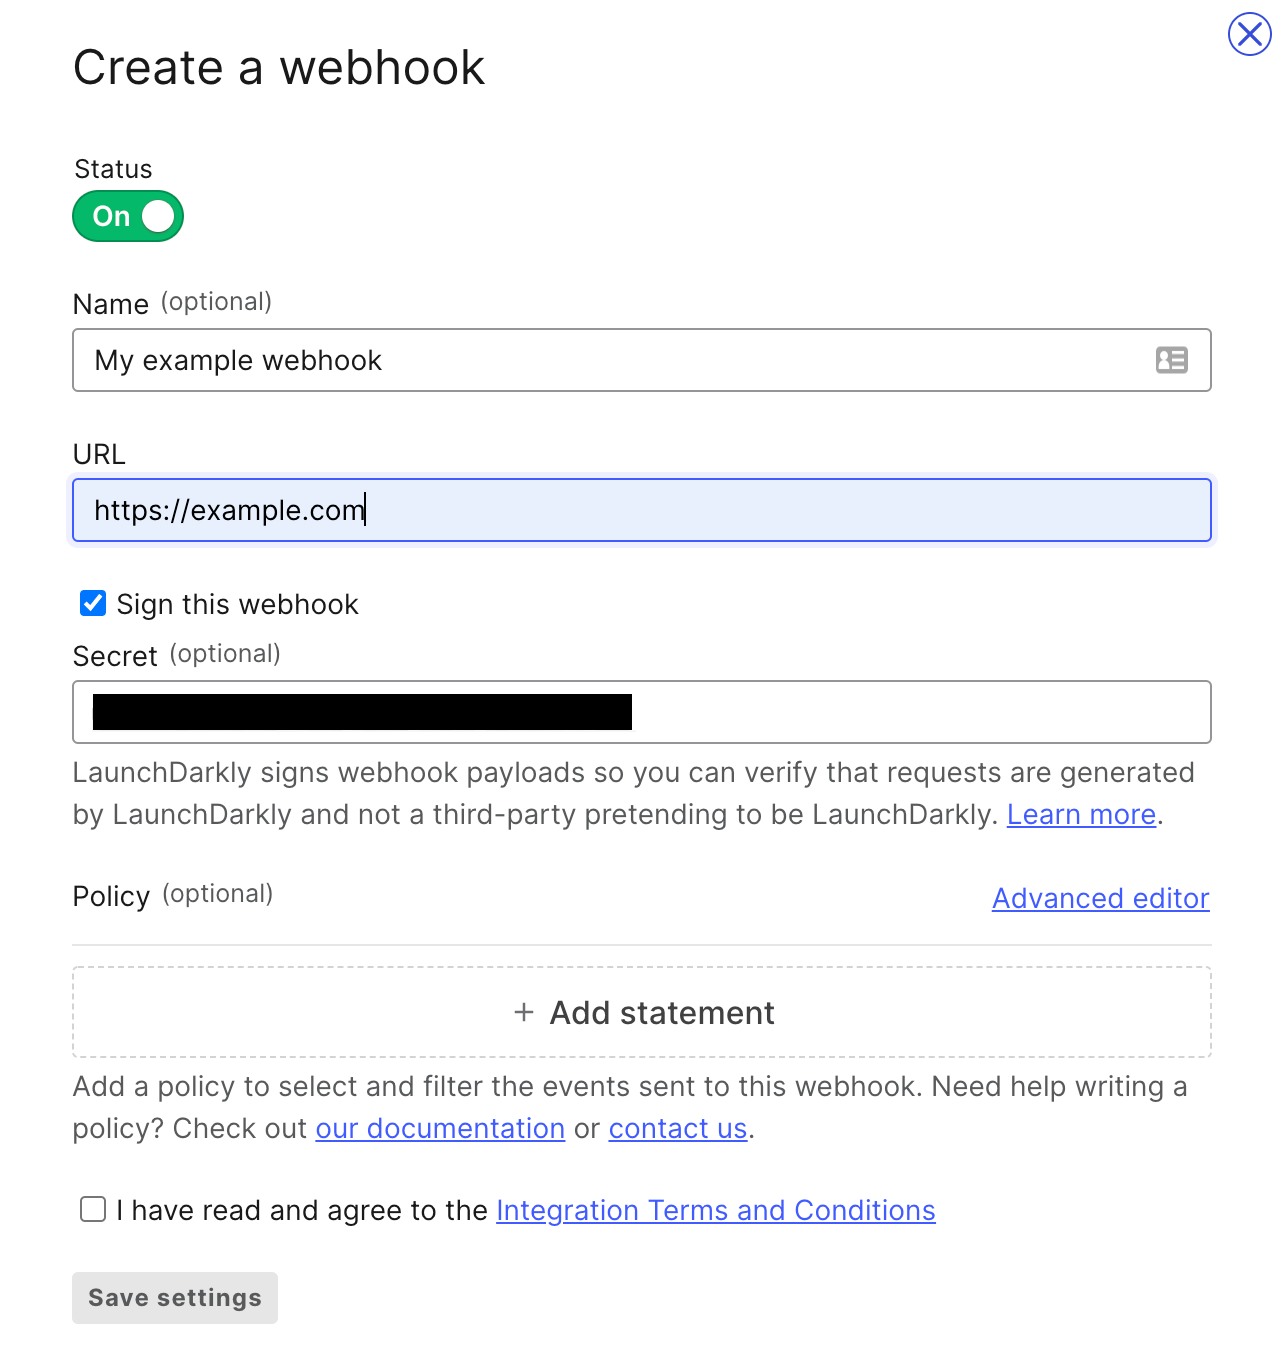 Create a webhook
Status
On
Name (optional)
My example webhook
URL
https://example.com
Sign this webhook
Secret (optional)
LaunchDarkly signs webhook payloads so you can verify that requests are generated
by LaunchDarkly and not a third-party pretending to be LaunchDarkly. Learn more.
Policy (optional) Advanced editor
+ Add statement
Add a policy to select and filter the events sent to this webhook. Need help writing a
policy? Check out our documentation or contact us.
I have read and agree to the Integration Terms and Conditions
Save settings